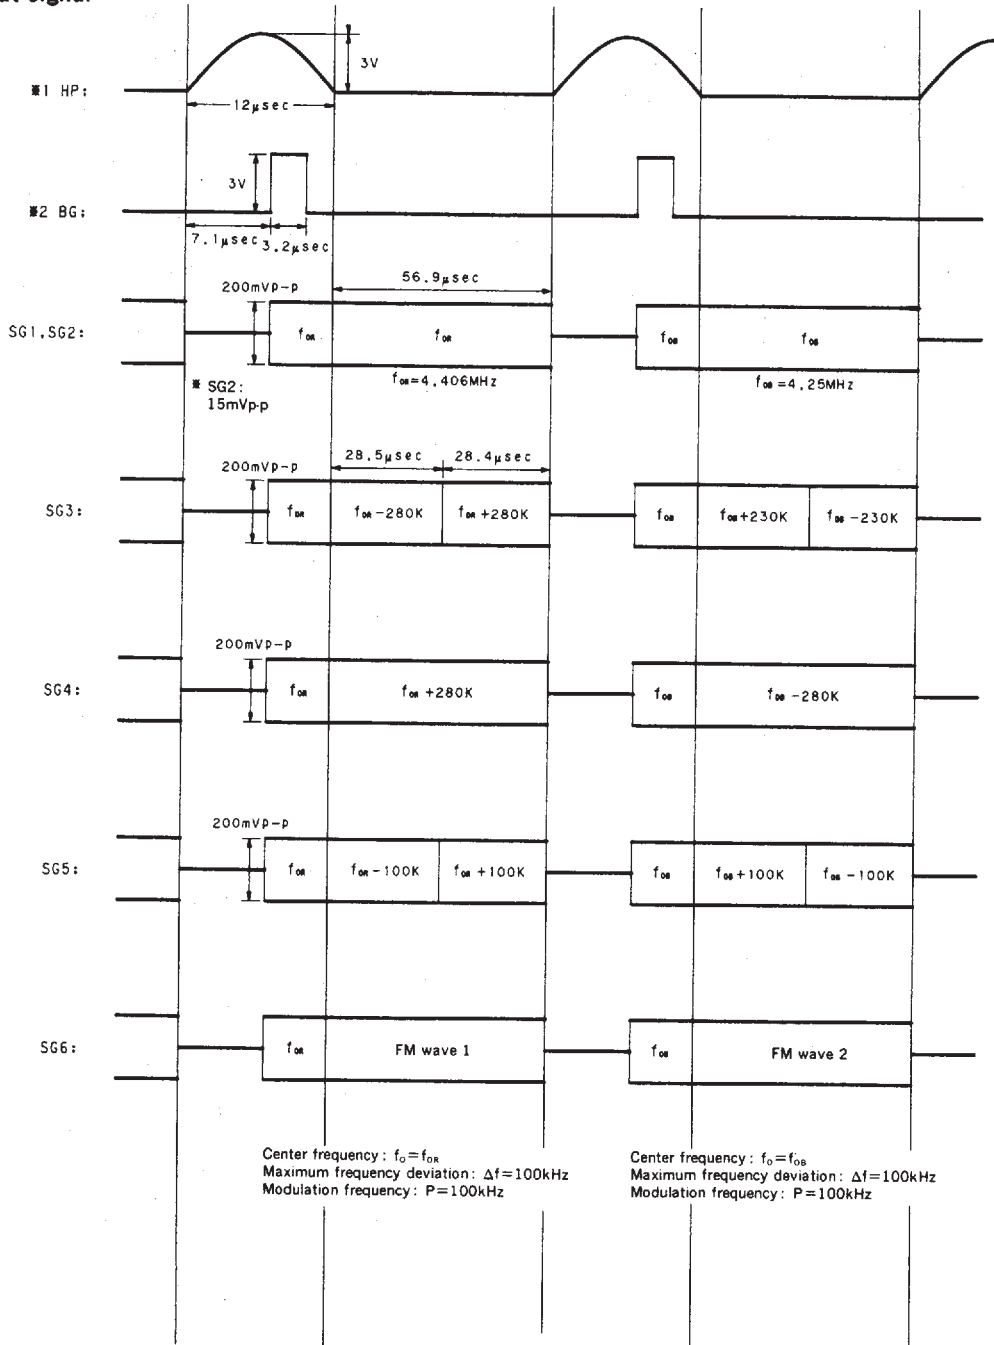 3V
※1 HP:
12μsec
3V
※2 BG:
7.1μsec 3.2μsec
56.9μsec
200mVp-p
SG1,SG2:
foR foR foB foB
foR=4.406MHz foB=4.25MHz
※ SG2:
15mVp-p
28.5μsec 28.4μsec
200mVp-p
SG3:
foR foR-280K foR+280K foB foB+230K foB-230K
200mVp-p
SG4:
foR foR+280K foB foB-280K
200mVp-p
SG5:
foR foR-100K foR+100K foB foB+100K foB-100K
SG6:
foR FM wave 1 foB FM wave 2
Center frequency: fo=foR
Maximum frequency deviation: Δf=100kHz
Modulation frequency: P=100kHz
Center frequency: fo=foB
Maximum frequency deviation: Δf=100kHz
Modulation frequency: P=100kHz